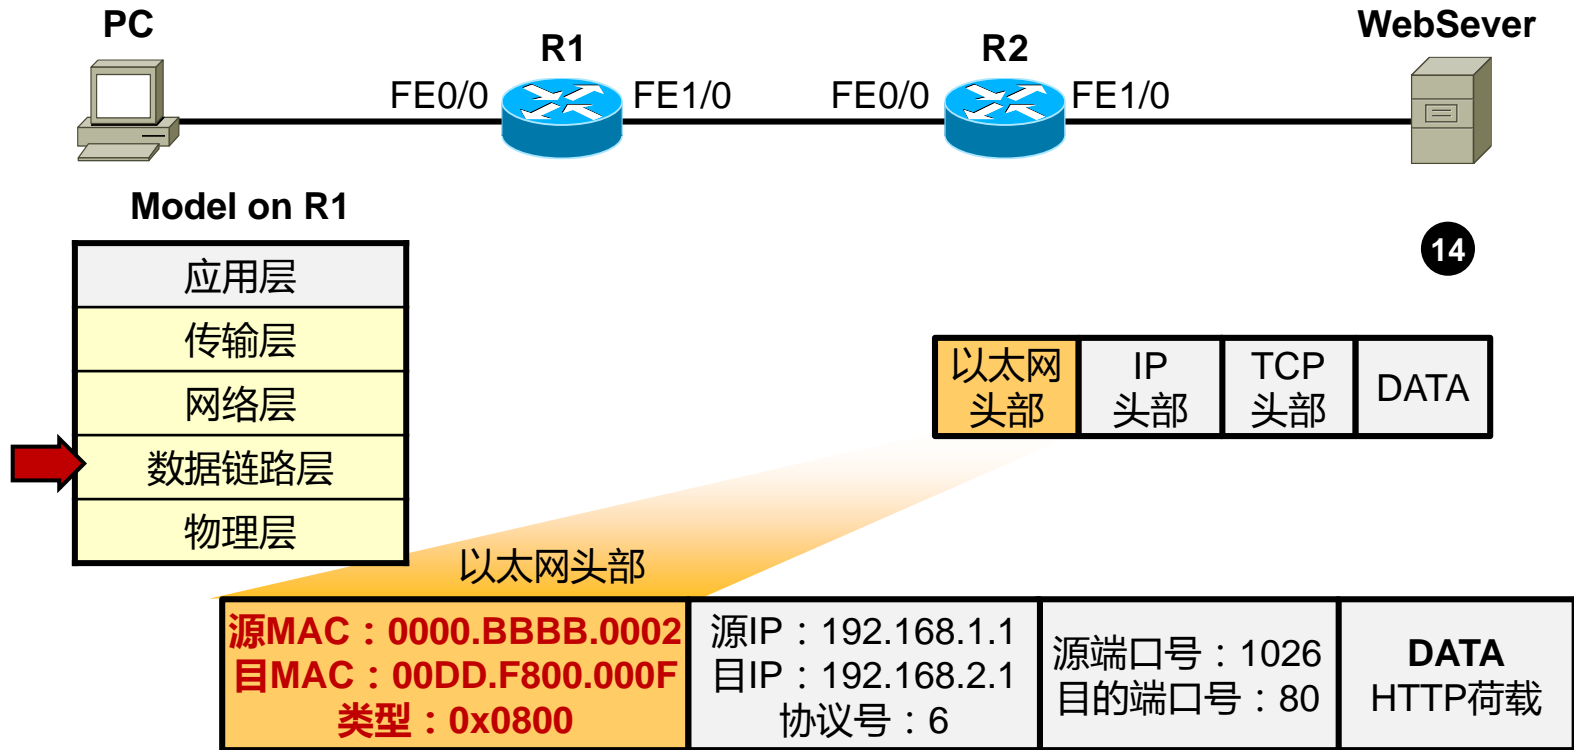 PC
R1
R2
WebSever
FE0/0
FE1/0
FE0/0
FE1/0
Model on R1
14
应用层
传输层
网络层
数据链路层
物理层
以太网
头部
IP
头部
TCP
头部
DATA
以太网头部
源MAC：0000.BBBB.0002
目MAC：00DD.F800.000F
类型：0x0800
源IP：192.168.1.1
目IP：192.168.2.1
协议号：6
源端口号：1026
目的端口号：80
DATA
HTTP荷载